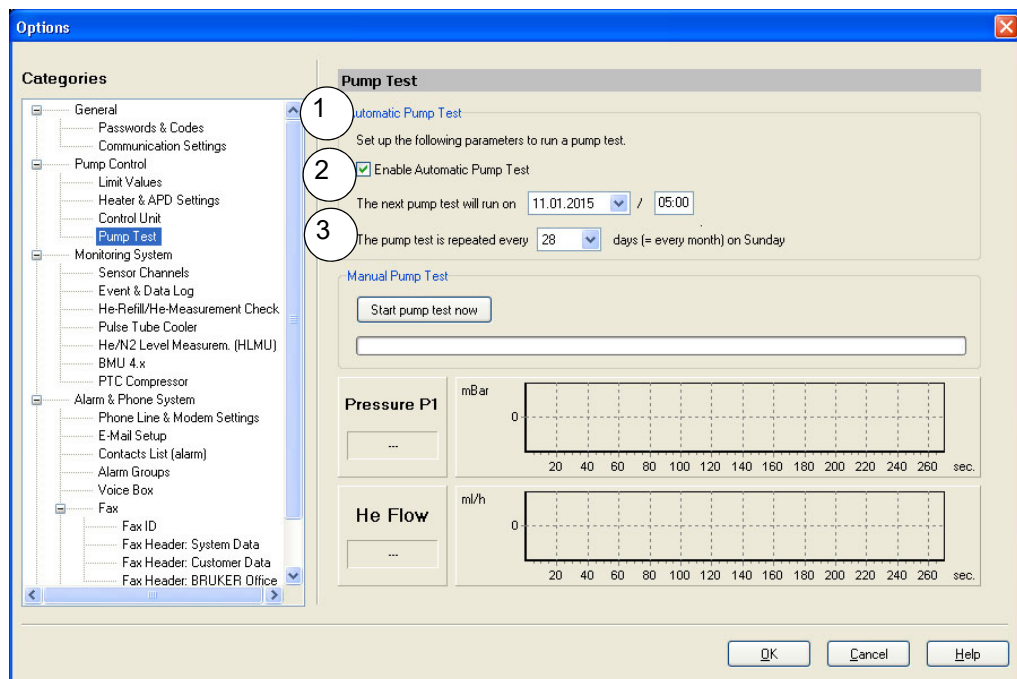 Options
Categories
General
Passwords & Codes
Communication Settings
Pump Control
Limit Values
Heater & APD Settings
Control Unit
Pump Test
Monitoring System
Sensor Channels
Event & Data Log
He-Refill/He-Measurement Check
Pulse Tube Cooler
He/N2 Level Measurem. (HLMU)
BMU 4.x
PTC Compressor
Alarm & Phone System
Phone Line & Modem Settings
E-Mail Setup
Contacts List (alarm)
Alarm Groups
Voice Box
Fax
Fax ID
Fax Header: System Data
Fax Header: Customer Data
Fax Header: BRUKER Office
Pump Test
1
utomatic Pump Test
Set up the following parameters to run a pump test.
2
Enable Automatic Pump Test
The next pump test will run on 11.01.2015 / 05:00
3
The pump test is repeated every 28 days (= every month) on Sunday
Manual Pump Test
Start pump test now
Pressure P1
---
mBar
0
20 40 60 80 100 120 140 160 180 200 220 240 260 sec.
He Flow
---
ml/h
0
20 40 60 80 100 120 140 160 180 200 220 240 260 sec.
OK Cancel Help